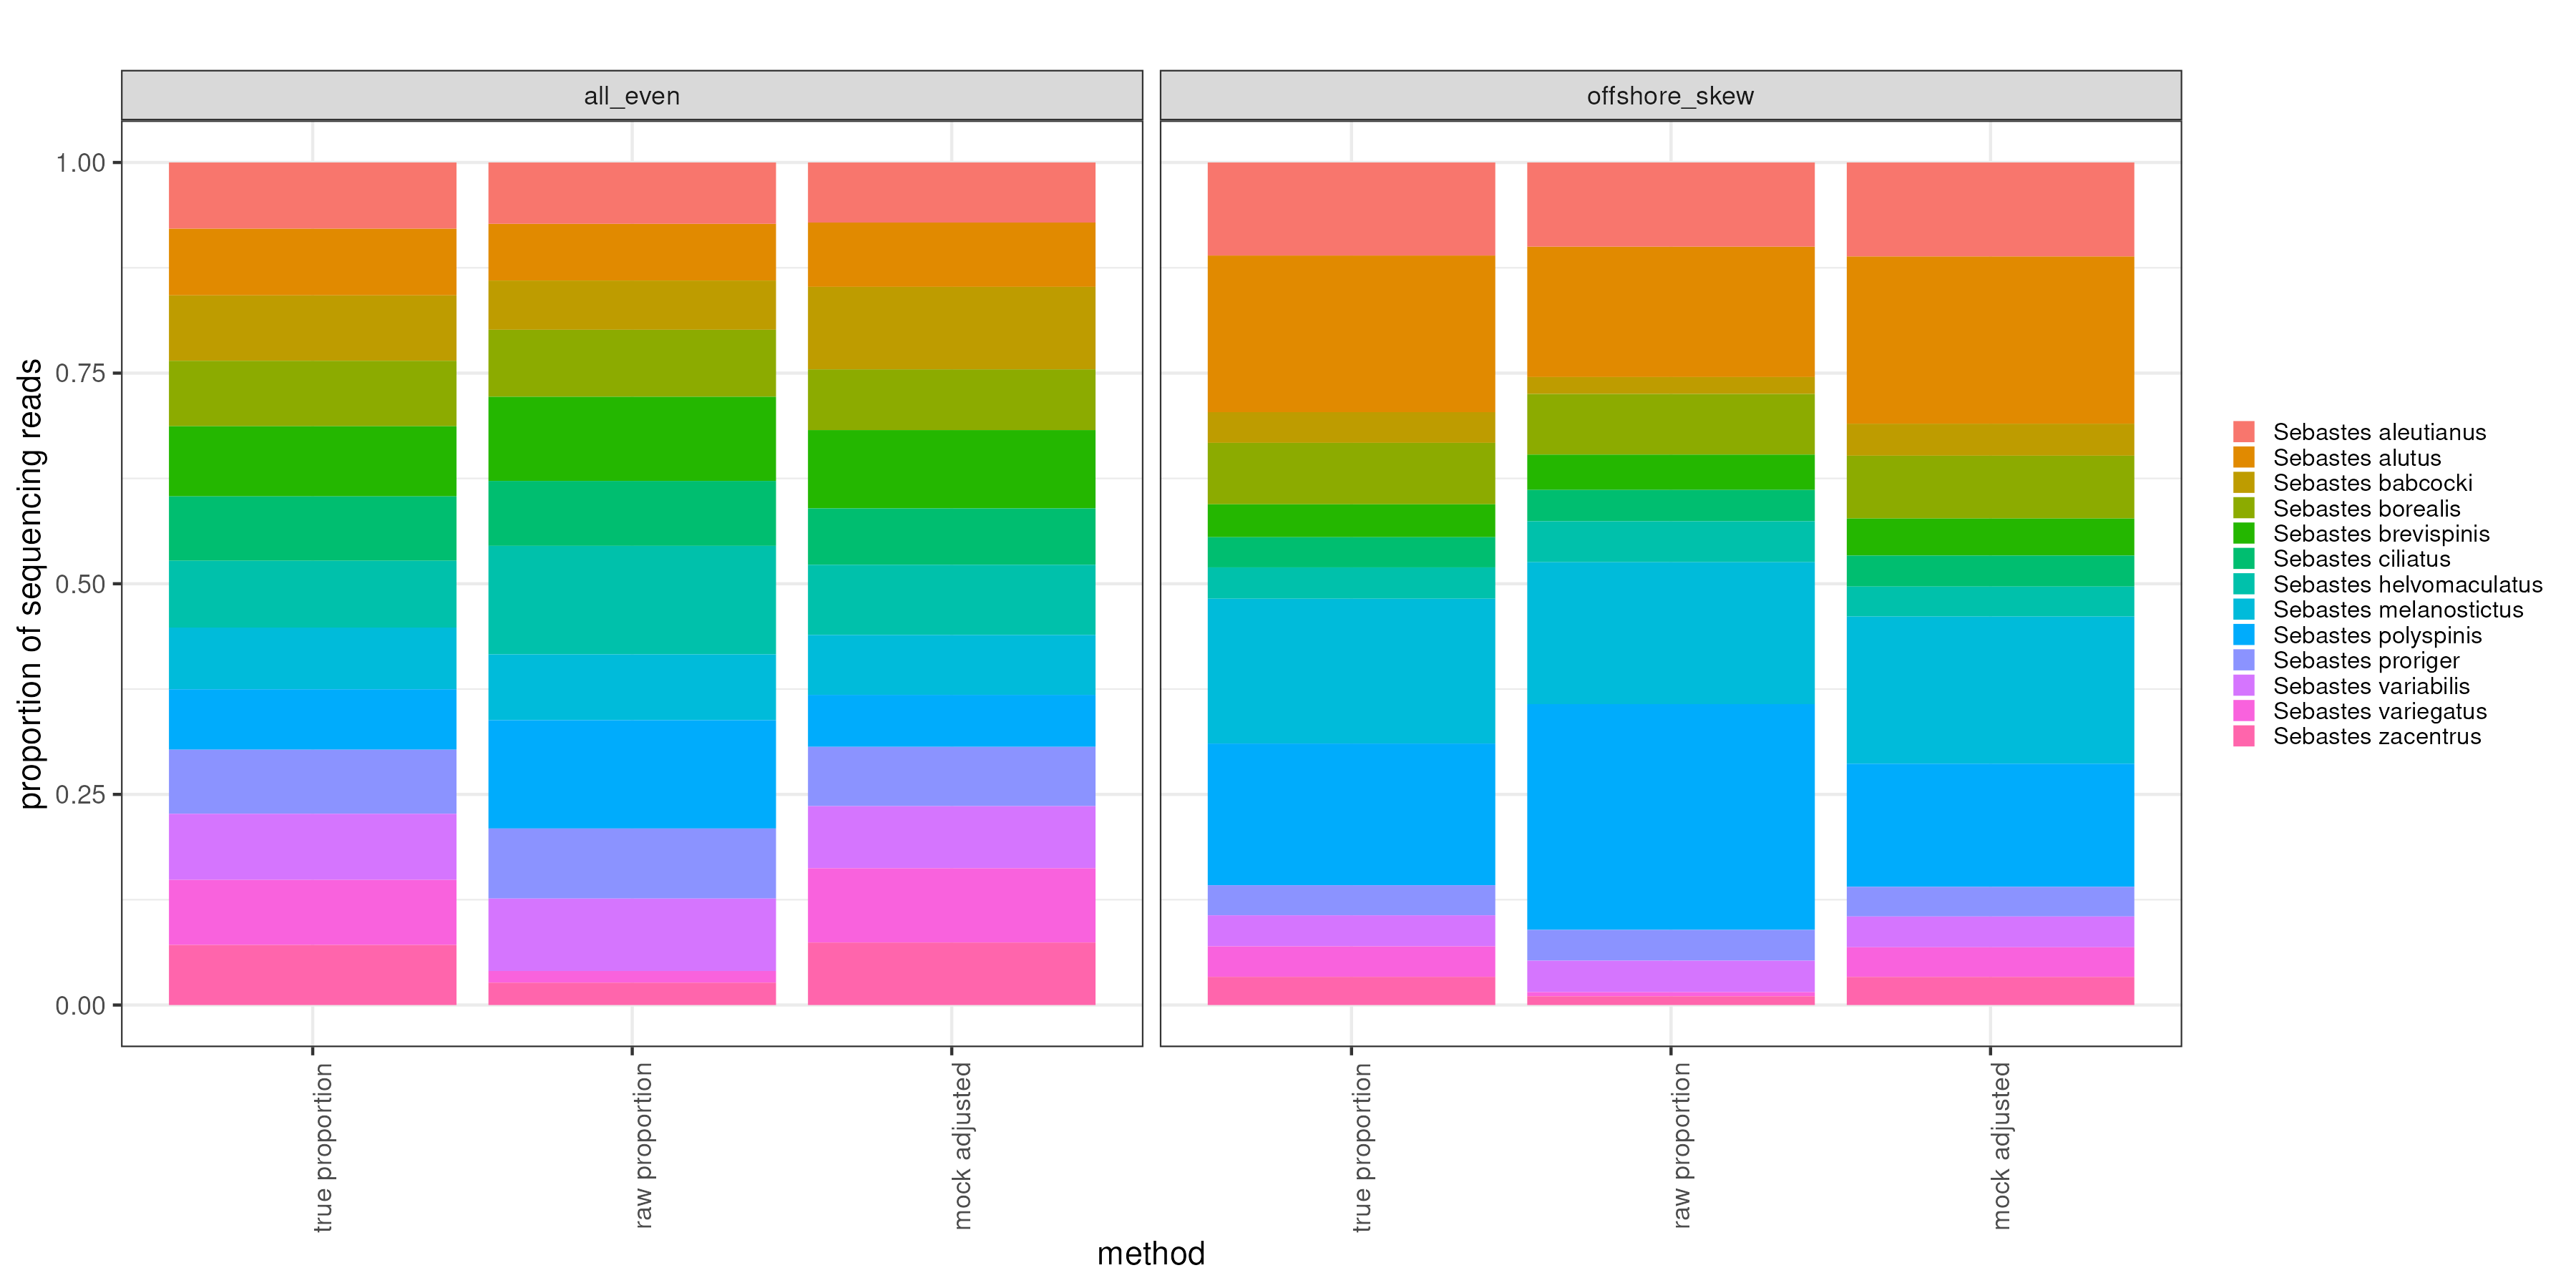 all_even
offshore_skew
proportion of sequencing reads
1.00
0.75
0.50
0.25
0.00
true proportion
raw proportion
mock adjusted
true proportion
raw proportion
mock adjusted
method
Sebastes aleutianus
Sebastes alutus
Sebastes babcocki
Sebastes borealis
Sebastes brevispinis
Sebastes ciliatus
Sebastes helvomaculatus
Sebastes melanostictus
Sebastes polyspinis
Sebastes proriger
Sebastes variabilis
Sebastes variegatus
Sebastes zacentrus